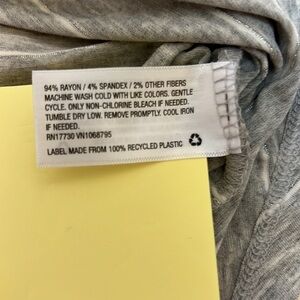 94% RAYON / 4% SPANDEX / 2% OTHER FIBERS
MACHINE WASH COLD WITH LIKE COLORS. GENTLE
CYCLE. ONLY NON-CHLORINE BLEACH IF NEEDED.
TUMBLE DRY LOW. REMOVE PROMPTLY. COOL IRON
IF NEEDED.
RN17730 VN1068795
LABEL MADE FROM 100% RECYCLED PLASTIC